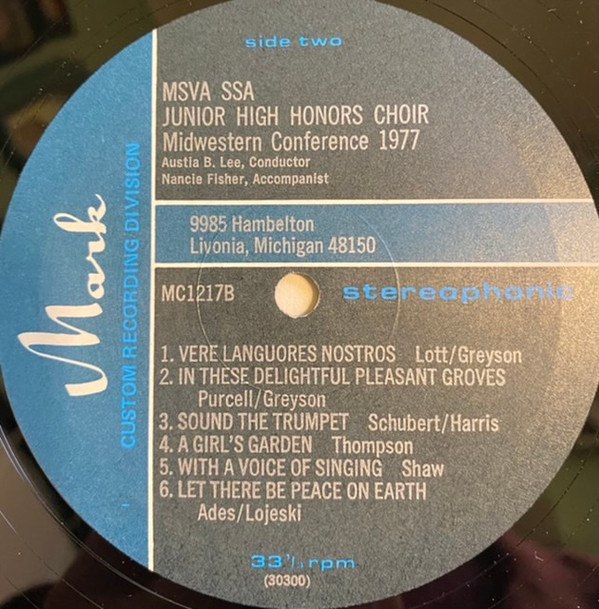 side two
MSVA SSA
JUNIOR HIGH HONORS CHOIR
Midwestern Conference 1977
Austia B. Lee, Conductor
Nancie Fisher, Accompanist
Mark
CUSTOM RECORDING DIVISION
9985 Hambelton
Livonia, Michigan 48150
MC1217B
stereophonic
1. VERE LANGUORES NOSTROS Lott/Greyson
2. IN THESE DELIGHTFUL PLEASANT GROVES
Purcell/Greyson
3. SOUND THE TRUMPET Schubert/Harris
4. A GIRL'S GARDEN Thompson
5. WITH A VOICE OF SINGING Shaw
6. LET THERE BE PEACE ON EARTH
Ades/Lojeski
33⅓ rpm
(30300)